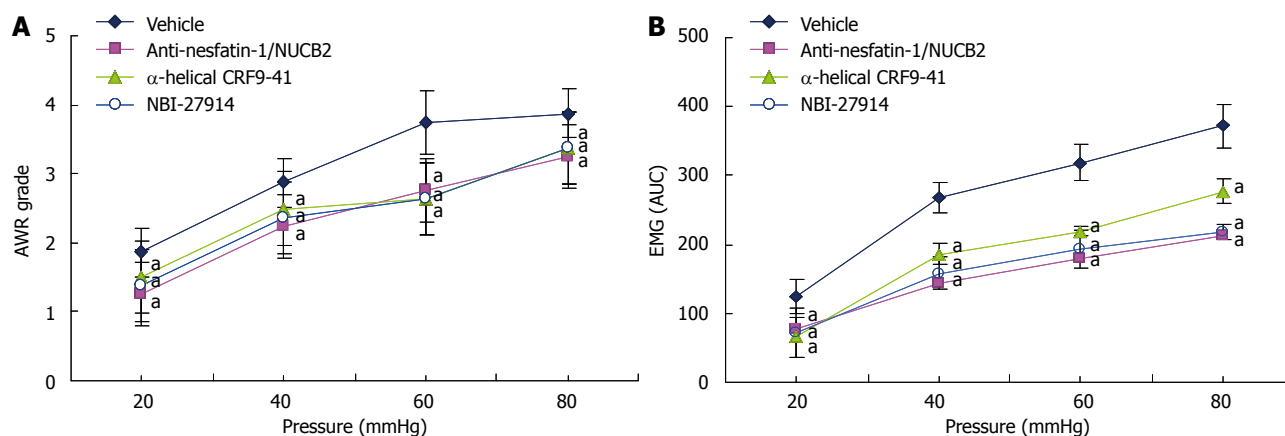 A
Vehicle
Anti-nesfatin-1/NUCB2
α-helical CRF9-41
NBI-27914
AWR grade
5
4
3
2
1
0
a
a
a
a
a
a
a
a
a
a
a
a
20
40
60
80
Pressure (mmHg)
B
Vehicle
Anti-nesfatin-1/NUCB2
α-helical CRF9-41
NBI-27914
EMG (AUC)
500
400
300
200
100
0
a
a
a
a
a
a
a
a
a
a
a
a
20
40
60
80
Pressure (mmHg)